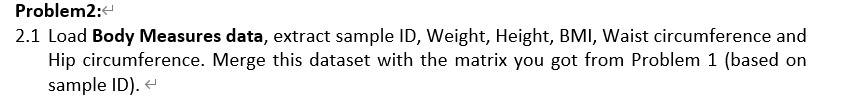 Problem2:↵
2.1 Load Body Measures data, extract sample ID, Weight, Height, BMI, Waist circumference and
Hip circumference. Merge this dataset with the matrix you got from Problem 1 (based on
sample ID). ↵